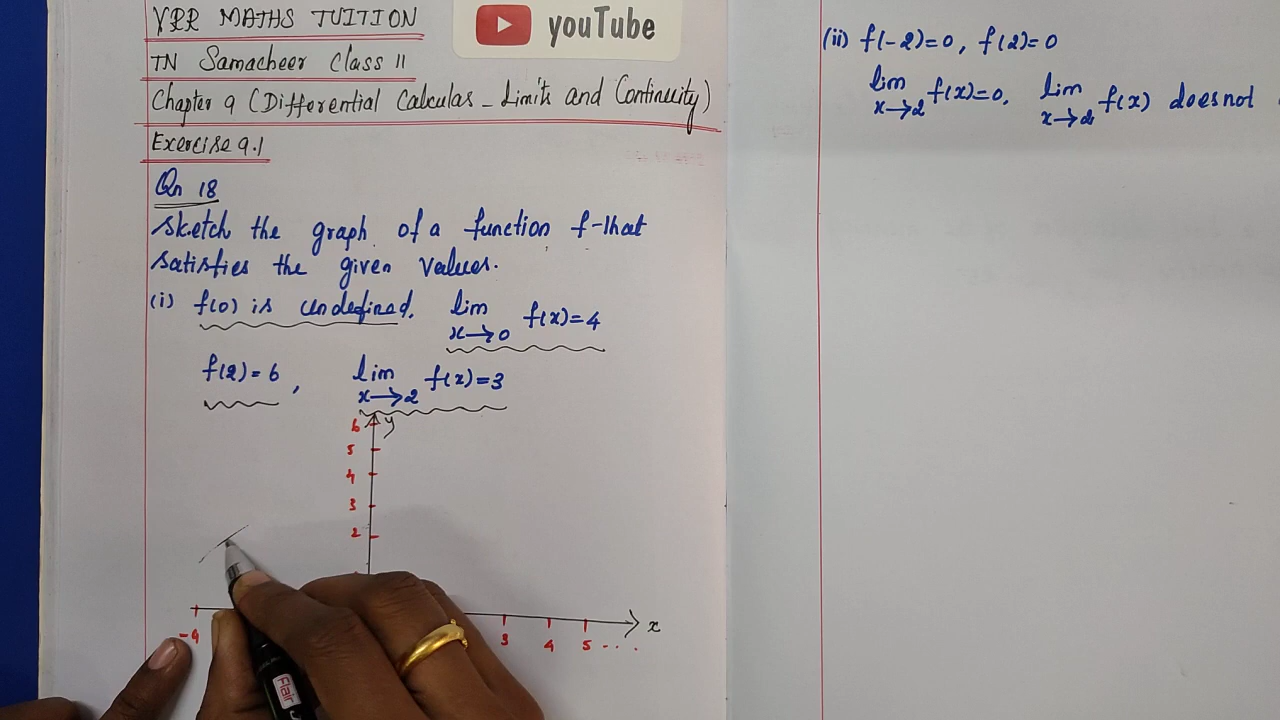 VRR MATHS TUITION
youTube
TN Samacheer Class 11
Chapter 9 (Differential Calculas - Limits and Continuity)
Exercise 9.1
Qn 18
Sketch the graph of a function f that
satisfies the given values.
(i) f(0) is undefined, lim x→0 f(x)=4
f(2)=6, lim x→2 f(x)=3
6 y
5
4
3
2
-4 3 4 5 .... x
Flair
(ii) f(-2)=0, f(2)=0
lim x→2 f(x)=0. lim x→2 f(x) does not